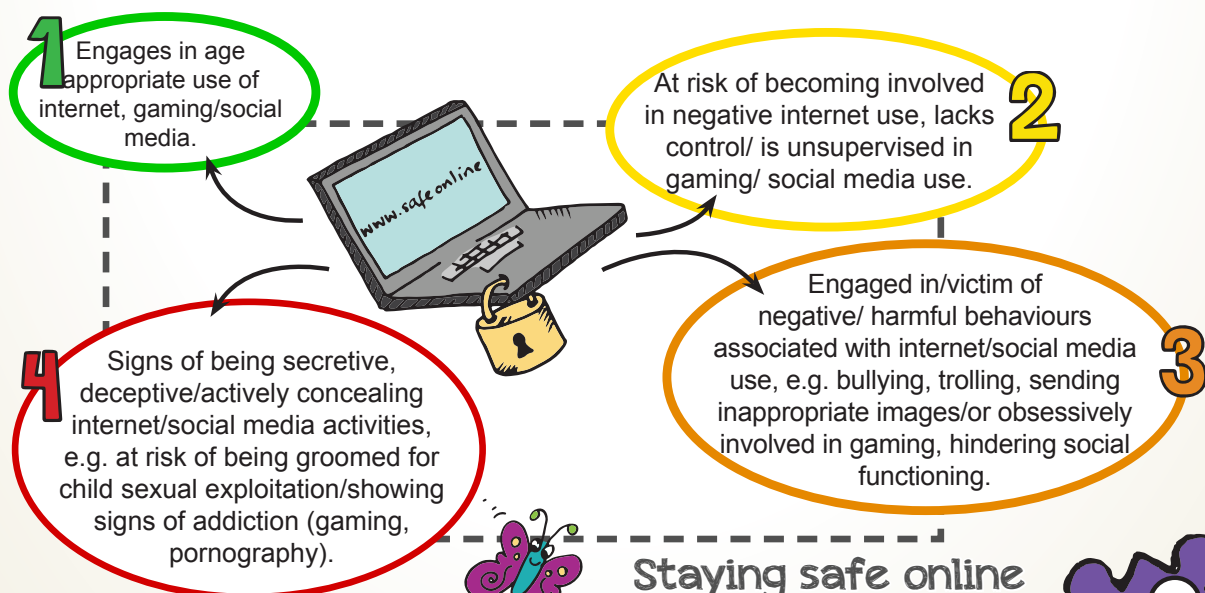 1
Engages in age
appropriate use of
internet, gaming/social
media.
www.safeonline
2
At risk of becoming involved
in negative internet use, lacks
control/ is unsupervised in
gaming/ social media use.
3
Engaged in/victim of
negative/ harmful behaviours
associated with internet/social media
use, e.g. bullying, trolling, sending
inappropriate images/or obsessively
involved in gaming, hindering social
functioning.
4
Signs of being secretive,
deceptive/actively concealing
internet/social media activities,
e.g. at risk of being groomed for
child sexual exploitation/showing
signs of addiction (gaming,
pornography).
Staying safe online